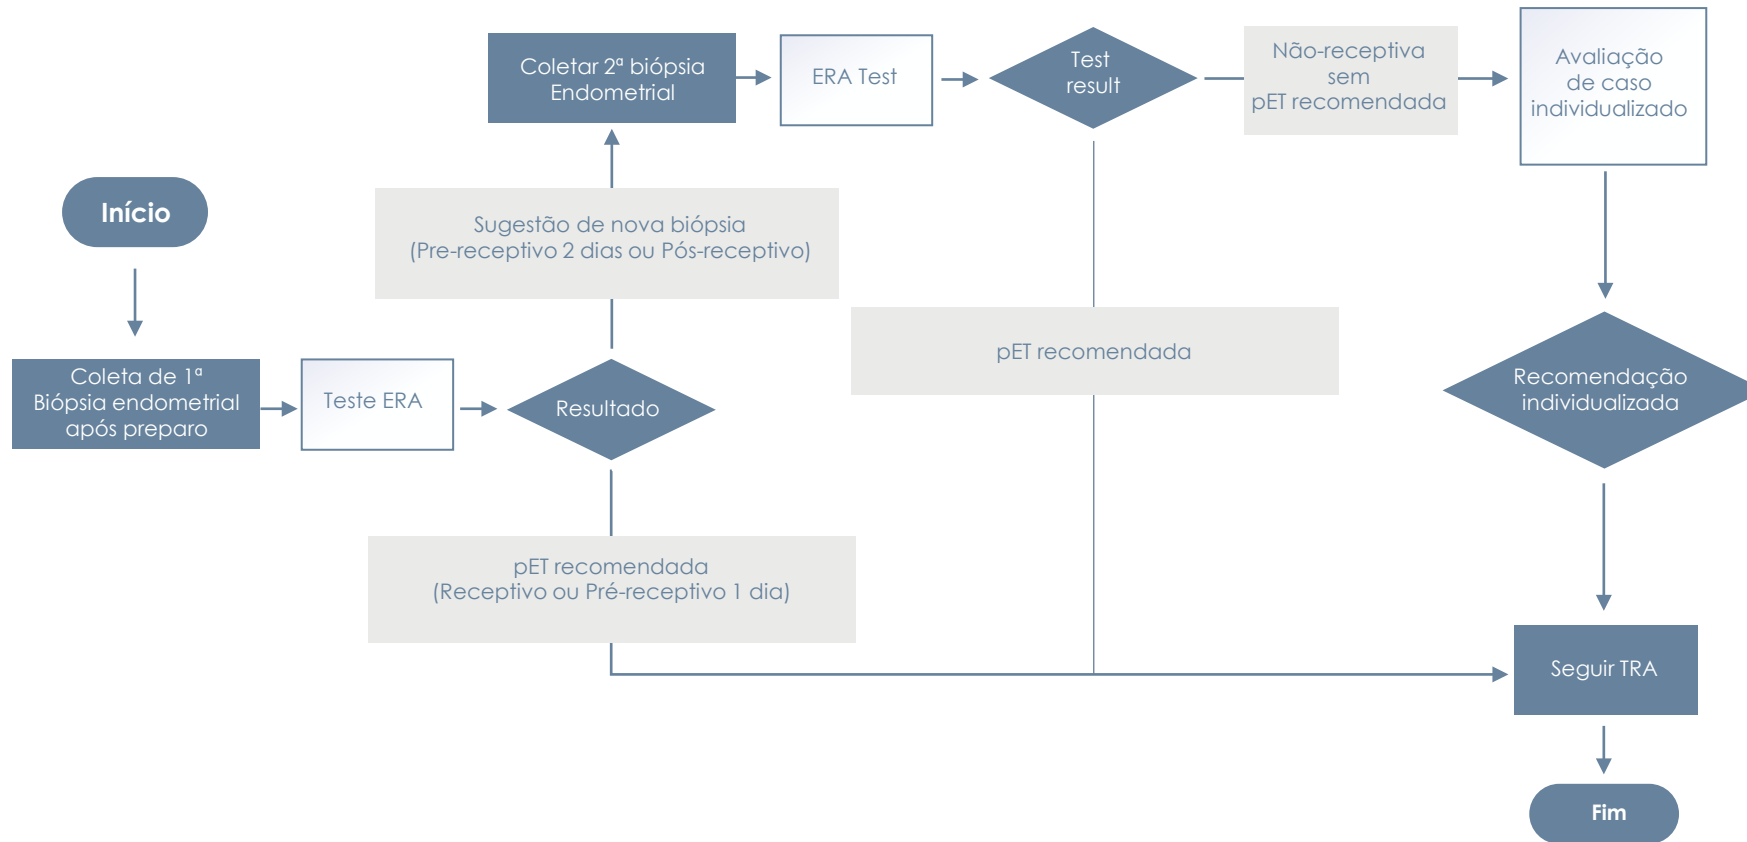 Início
Coleta de 1ª
Biópsia endometrial
após preparo
Teste ERA
Resultado
Sugestão de nova biópsia
(Pre-receptivo 2 dias ou Pós-receptivo)
Coletar 2ª biópsia
Endometrial
ERA Test
Test
result
Não-receptiva
sem
pET recomendada
Avaliação
de caso
individualizado
pET recomendada
Recomendação
individualizada
pET recomendada
(Receptivo ou Pré-receptivo 1 dia)
Seguir TRA
Fim